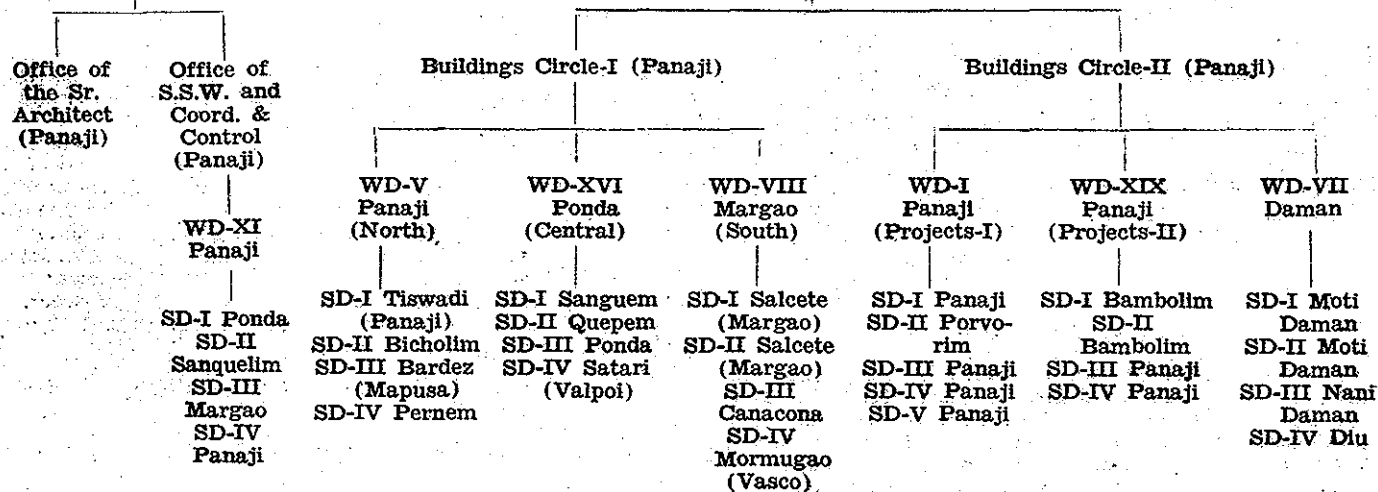 Office of
the Sr.
Architect
(Panaji)
Office of
S.S.W. and
Coord. &
Control
(Panaji)
WD-XI
Panaji
SD-I Ponda
SD-II
Sanquelim
SD-III
Margao
SD-IV
Panaji
Buildings Circle-I (Panaji)
WD-V
Panaji
(North)
SD-I Tiswadi
(Panaji)
SD-II Bicholim
SD-III Bardez
(Mapusa)
SD-IV Pernem
WD-XVI
Ponda
(Central)
SD-I Sanguem
SD-II Quepem
SD-III Ponda
SD-IV Satari
(Valpoi)
WD-VIII
Margao
(South)
SD-I Salcete
(Margao)
SD-II Salcete
(Margao)
SD-III
Canacona
SD-IV
Mormugao
(Vasco)
Buildings Circle-II (Panaji)
WD-I
Panaji
(Projects-I)
SD-I Panaji
SD-II Porvo-
rim
SD-III Panaji
SD-IV Panaji
SD-V Panaji
WD-XIX
Panaji
(Projects-II)
SD-I Bambolim
SD-II
Bambolim
SD-III Panaji
SD-IV Panaji
WD-VII
Daman
SD-I Moti
Daman
SD-II Moti
Daman
SD-III Nani
Daman
SD-IV Diu